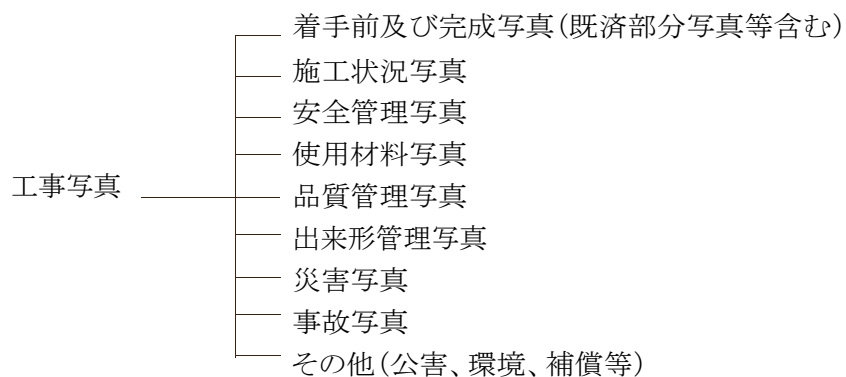 着手前及び完成写真(既済部分写真等含む)
施工状況写真
安全管理写真
使用材料写真
工事写真
品質管理写真
出来形管理写真
災害写真
事故写真
その他(公害、環境、補償等)